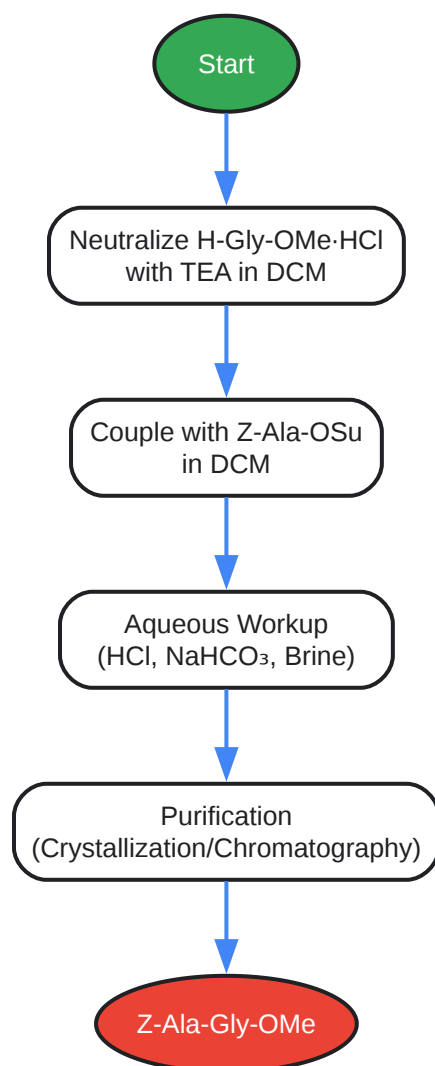 Start
Neutralize H-Gly-OMe·HCl
with TEA in DCM
Couple with Z-Ala-OSu
in DCM
Aqueous Workup
(HCl, NaHCO₃, Brine)
Purification
(Crystallization/Chromatography)
Z-Ala-Gly-OMe